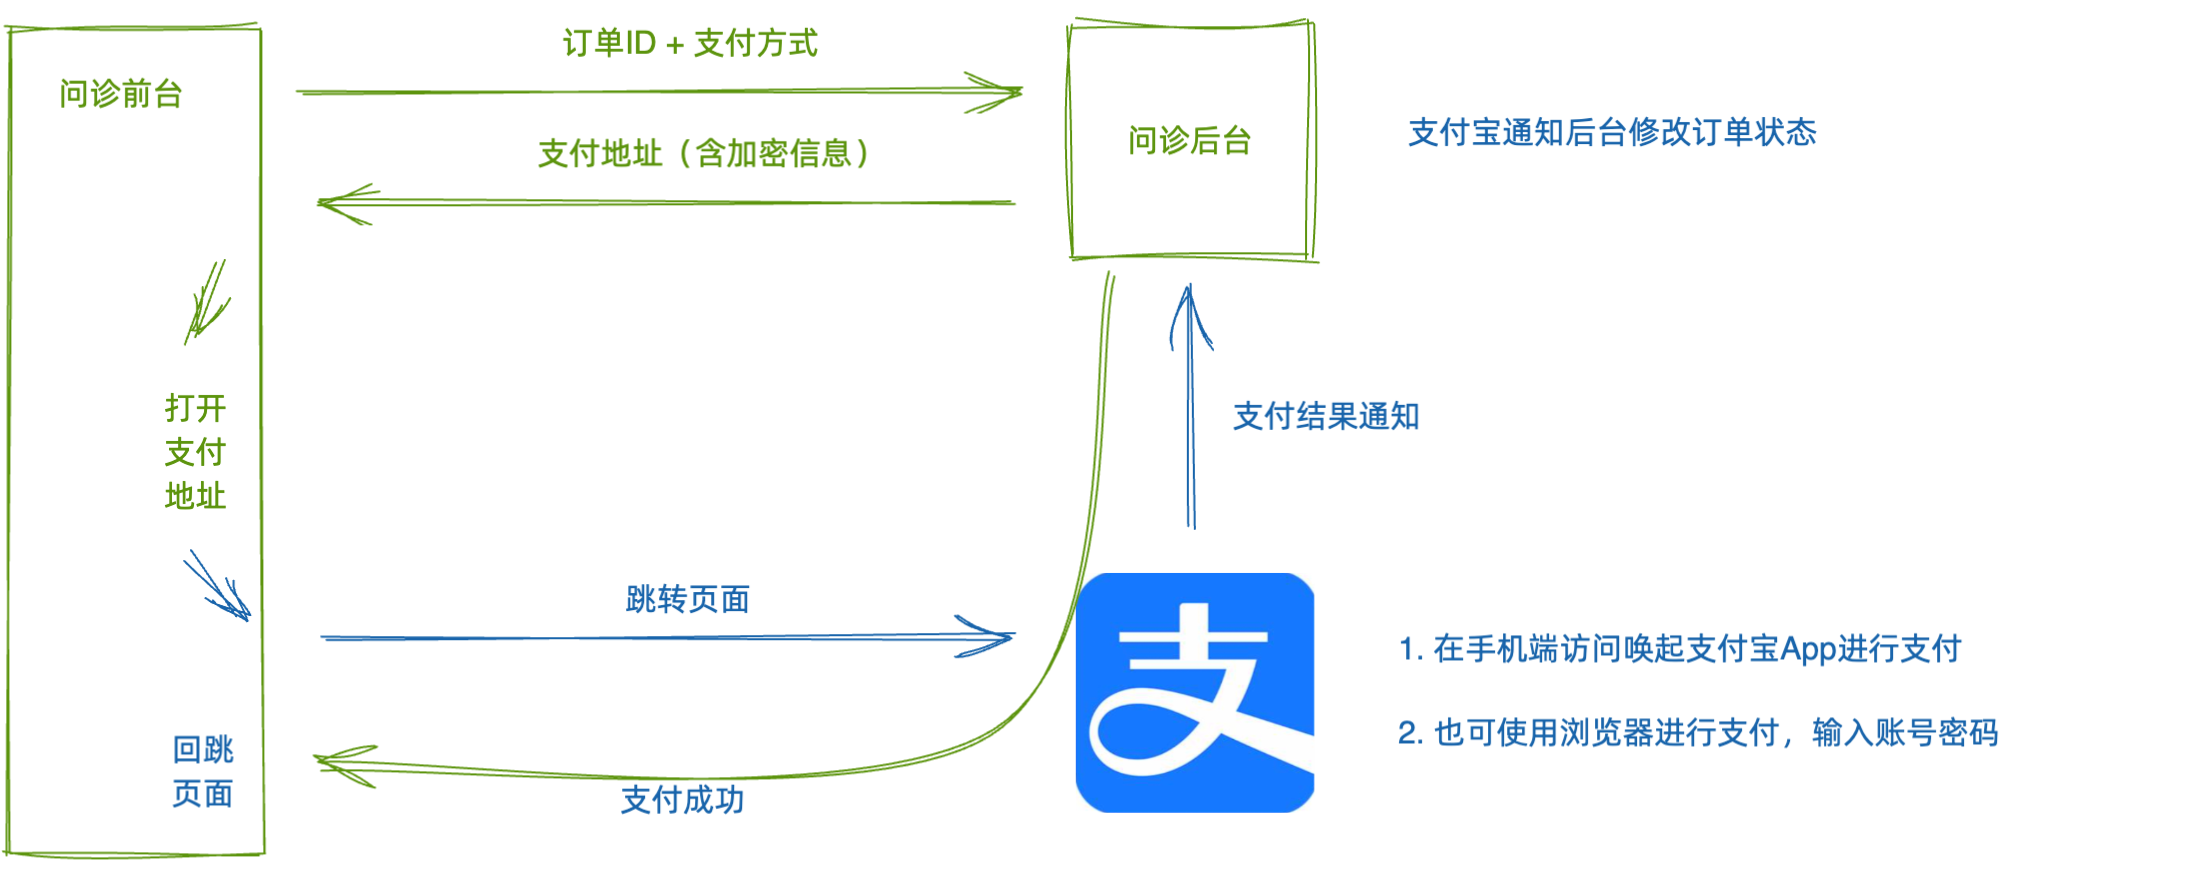 订单ID + 支付方式
问诊前台
支付地址（含加密信息）
问诊后台
支付宝通知后台修改订单状态
打开
支付
地址
支付结果通知
跳转页面
支
1. 在手机端访问唤起支付宝App进行支付
2. 也可使用浏览器进行支付，输入账号密码
回跳
页面
支付成功